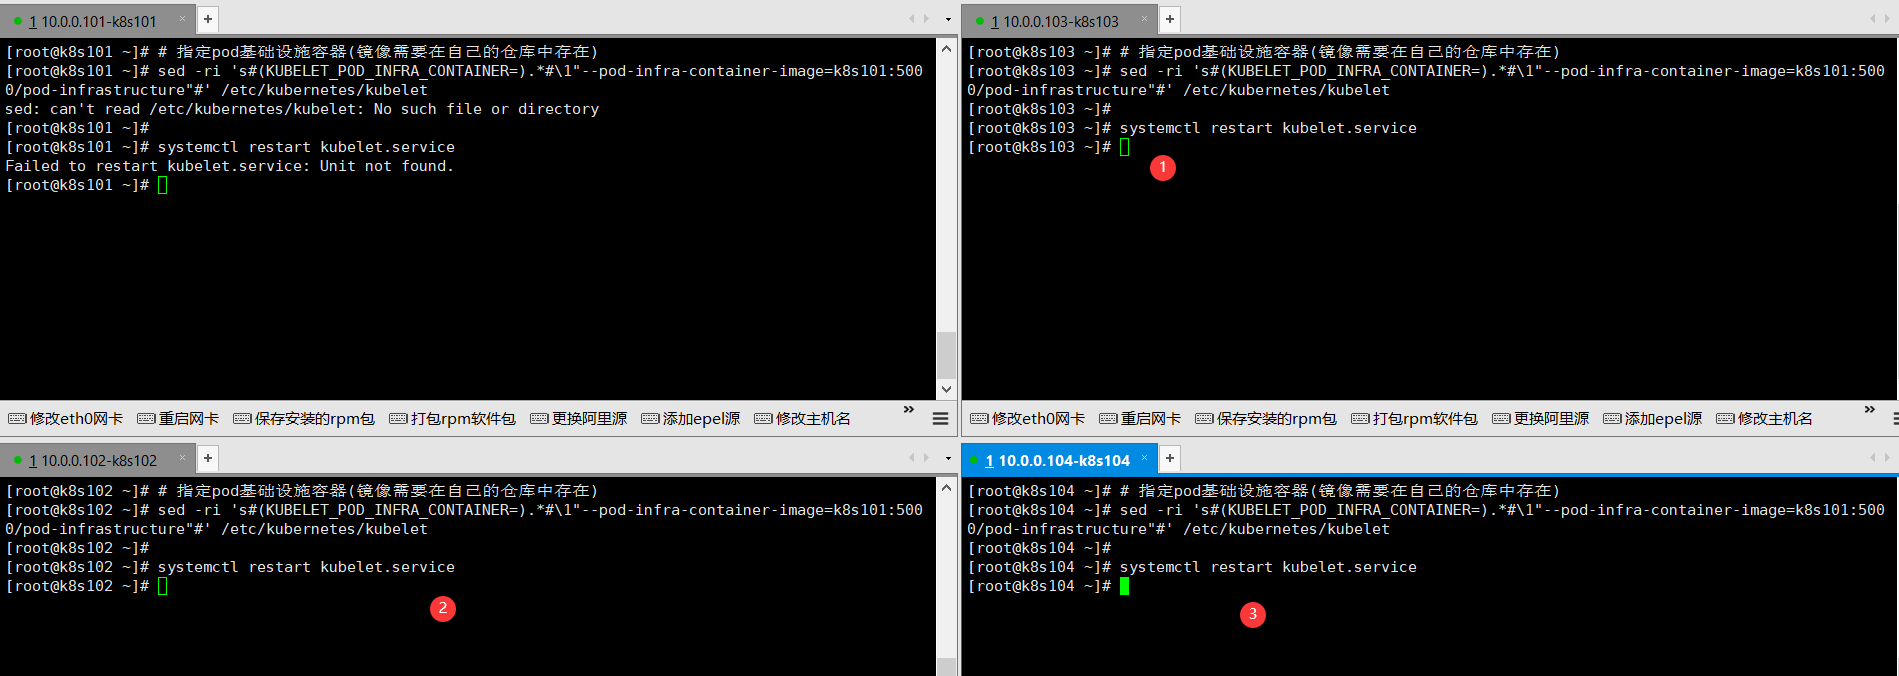 1 10.0.0.101-k8s101 × +
[root@k8s101 ~]# # 指定pod基础设施容器(镜像需要在自己的仓库中存在)
[root@k8s101 ~]# sed -ri 's#(KUBELET_POD_INFRA_CONTAINER=).*#\1"--pod-infra-container-image=k8s101:500
0/pod-infrastructure"#' /etc/kubernetes/kubelet
sed: can't read /etc/kubernetes/kubelet: No such file or directory
[root@k8s101 ~]#
[root@k8s101 ~]# systemctl restart kubelet.service
Failed to restart kubelet.service: Unit not found.
[root@k8s101 ~]#
修改eth0网卡 重启网卡 保存安装的rpm包 打包rpm软件包 更换阿里源 添加epel源 修改主机名 »
1 10.0.0.103-k8s103 × +
[root@k8s103 ~]# # 指定pod基础设施容器(镜像需要在自己的仓库中存在)
[root@k8s103 ~]# sed -ri 's#(KUBELET_POD_INFRA_CONTAINER=).*#\1"--pod-infra-container-image=k8s101:500
0/pod-infrastructure"#' /etc/kubernetes/kubelet
[root@k8s103 ~]#
[root@k8s103 ~]# systemctl restart kubelet.service
[root@k8s103 ~]#
1
修改eth0网卡 重启网卡 保存安装的rpm包 打包rpm软件包 更换阿里源 添加epel源 修改主机名 »
1 10.0.0.102-k8s102 × +
[root@k8s102 ~]# # 指定pod基础设施容器(镜像需要在自己的仓库中存在)
[root@k8s102 ~]# sed -ri 's#(KUBELET_POD_INFRA_CONTAINER=).*#\1"--pod-infra-container-image=k8s101:500
0/pod-infrastructure"#' /etc/kubernetes/kubelet
[root@k8s102 ~]#
[root@k8s102 ~]# systemctl restart kubelet.service
[root@k8s102 ~]#
2
1 10.0.0.104-k8s104 × +
[root@k8s104 ~]# # 指定pod基础设施容器(镜像需要在自己的仓库中存在)
[root@k8s104 ~]# sed -ri 's#(KUBELET_POD_INFRA_CONTAINER=).*#\1"--pod-infra-container-image=k8s101:500
0/pod-infrastructure"#' /etc/kubernetes/kubelet
[root@k8s104 ~]#
[root@k8s104 ~]# systemctl restart kubelet.service
[root@k8s104 ~]#
3